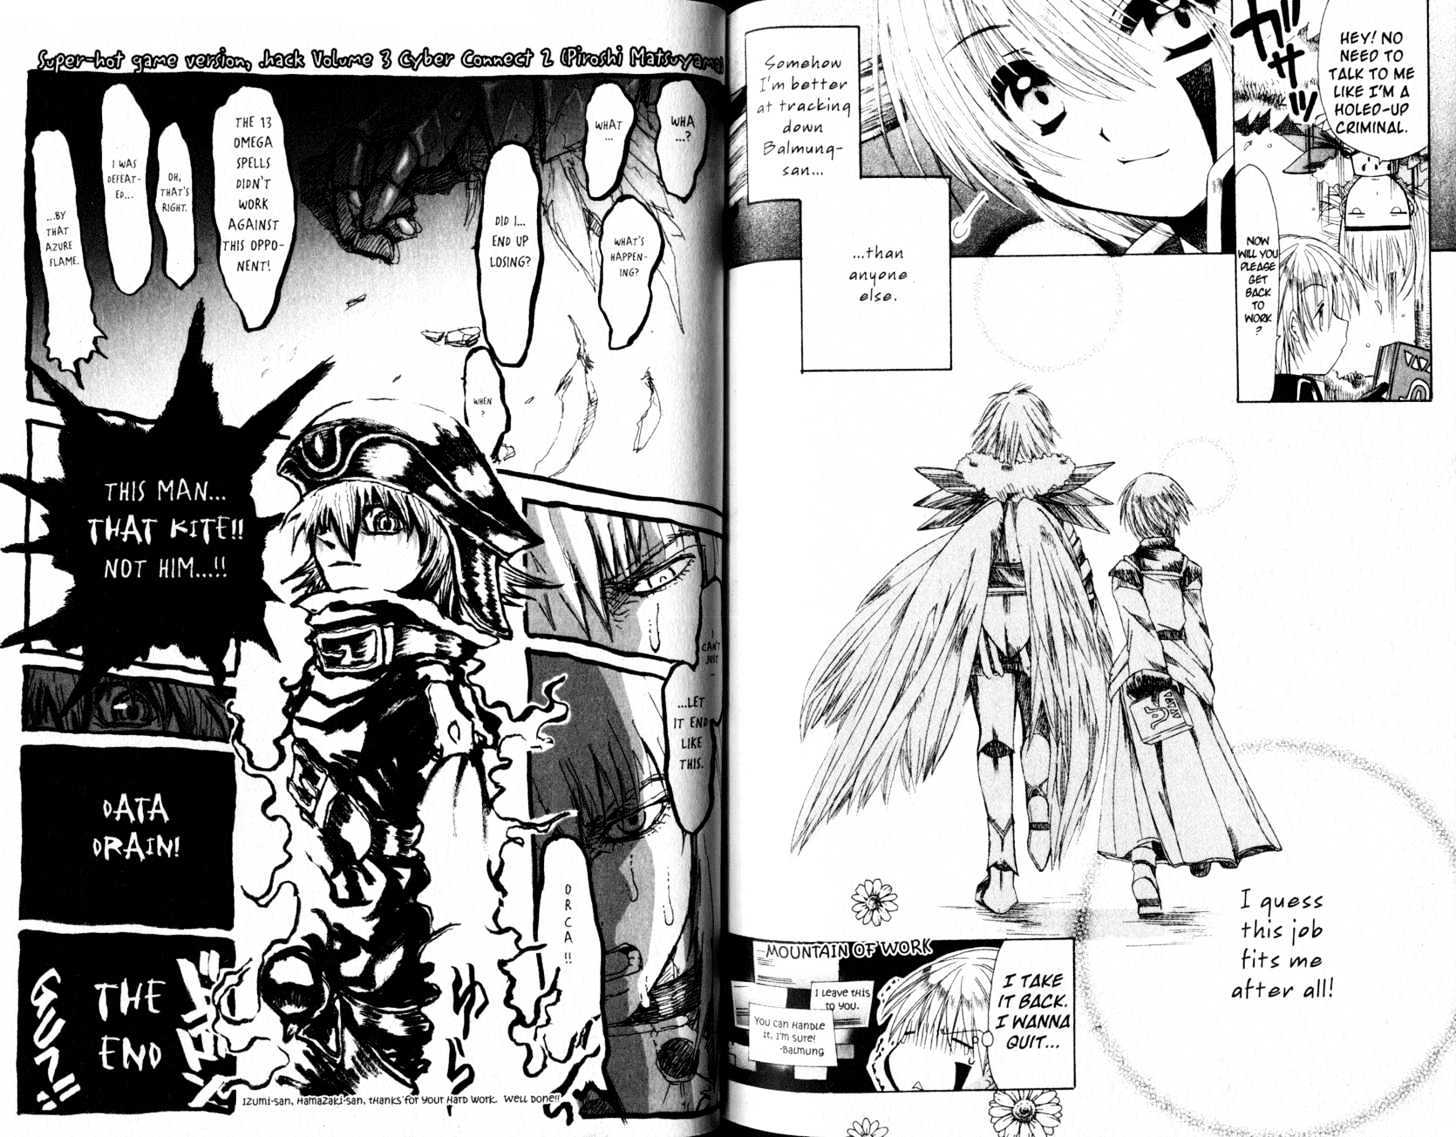 Super-hot game version, .hack Volume 3 Cyber Connect 2 (Piroshi Matsuyama)
WHA
...?
WHAT
...
WHAT'S
HAPPEN-
ING?
DID I...
END UP
LOSING?
WHEN
?
THE 13
OMEGA
SPELLS
DIDN'T
WORK
AGAINST
THIS OPPO-
NENT!
OH,
THAT'S
RIGHT.
I WAS
DEFEAT-
ED...
...BY
THAT
AZURE
FLAME.
THIS MAN...
THAT KITE!!
NOT HIM...!!
I
CAN'T
JUST
...LET
IT END
LIKE
THIS.
ORCA!!
DATA
DRAIN!
THE
END
ゆら
Izumi-san, Hamazaki-san, thanks for your hard work. Well done!!
HEY! NO
NEED TO
TALK TO ME
LIKE I'M A
HOLED-UP
CRIMINAL.
NOW
WILL YOU
PLEASE
GET
BACK
TO
WORK
?
Somehow
I'm better
at tracking
down
Balmung-
san...
...than
anyone
else.
I guess
this job
fits me
after all!
MOUNTAIN OF WORK
I leave this
to you.
You can handle
it, I'm sure!
-Balmung
I TAKE
IT BACK.
I WANNA
QUIT...